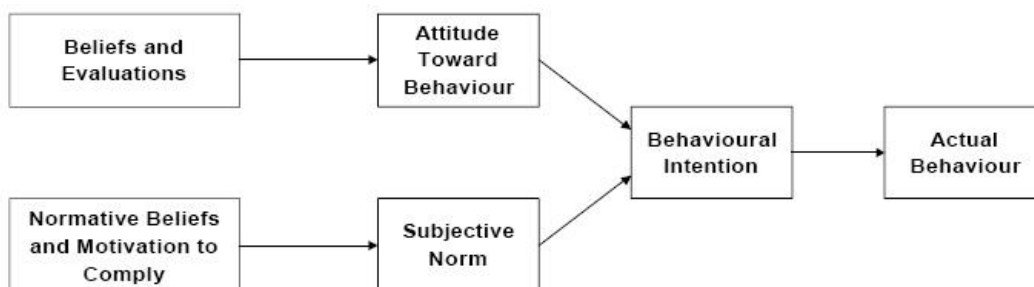 Beliefs and
Evaluations
Attitude
Toward
Behaviour
Behavioural
Intention
Actual
Behaviour
Normative Beliefs
and Motivation to
Comply
Subjective
Norm